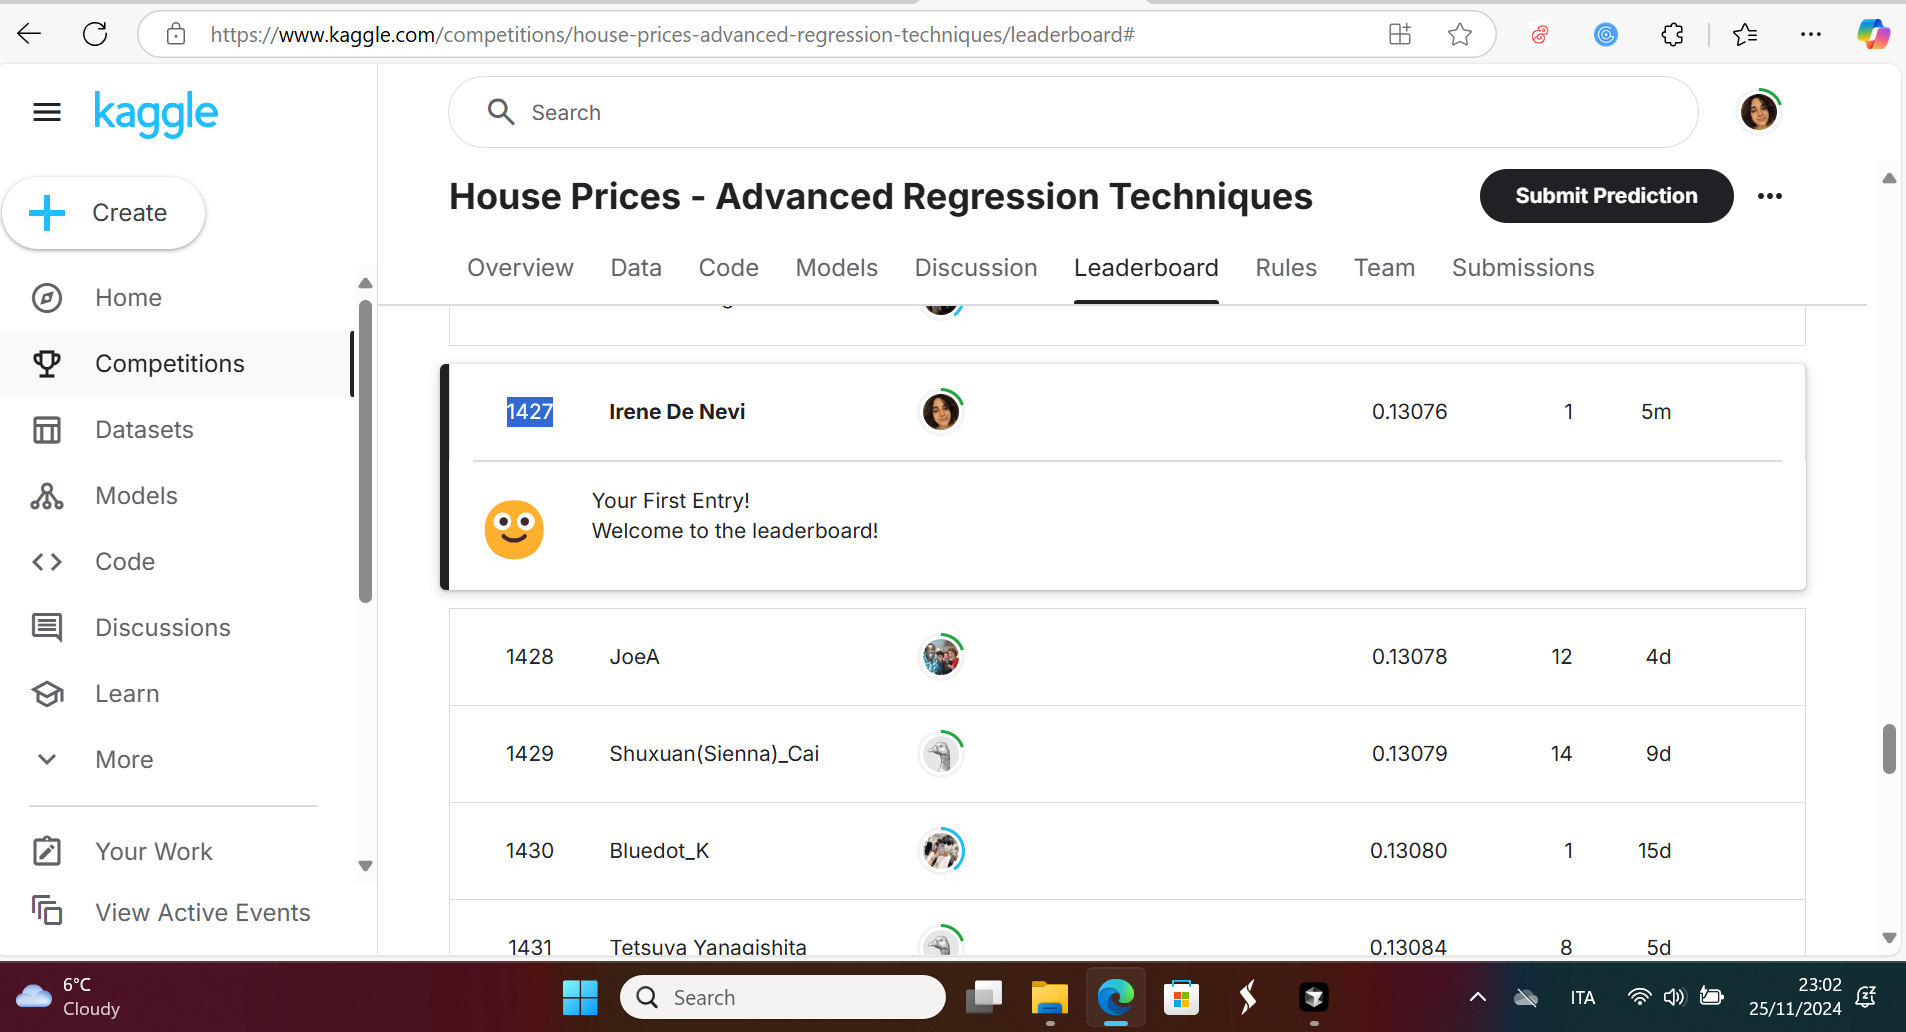 https://www.kaggle.com/competitions/house-prices-advanced-regression-techniques/leaderboard#
kaggle
Search
Create
House Prices - Advanced Regression Techniques
Submit Prediction
Overview Data Code Models Discussion Leaderboard Rules Team Submissions
Home
Competitions
Datasets
Models
Code
Discussions
Learn
More
Your Work
View Active Events
1427 Irene De Nevi 0.13076 1 5m
Your First Entry!
Welcome to the leaderboard!
1428 JoeA 0.13078 12 4d
1429 Shuxuan(Sienna)_Cai 0.13079 14 9d
1430 Bluedot_K 0.13080 1 15d
1431 Tetsuya Yanagishita 0.13084 8 5d
6°C
Cloudy
Search
ITA
23:02
25/11/2024